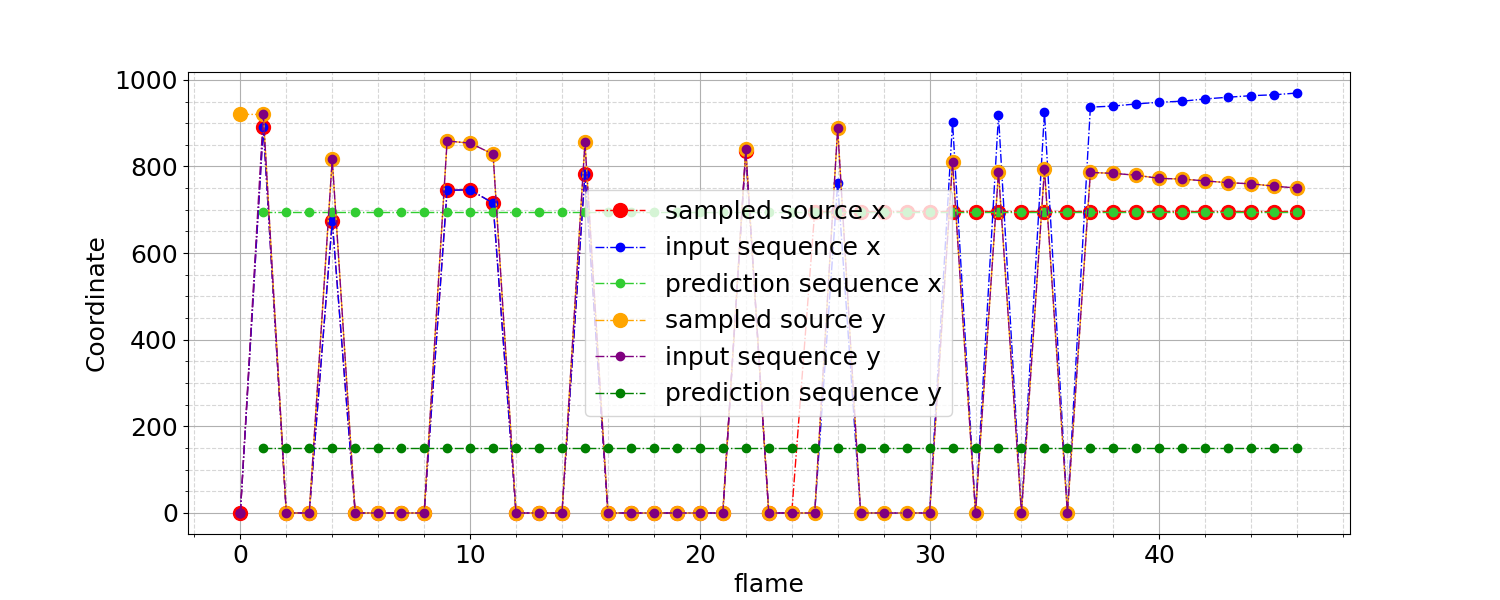 1000
800
600
400
200
0
Coordinate
sampled source x
input sequence x
prediction sequence x
sampled source y
input sequence y
prediction sequence y
0 10 20 30 40
flame